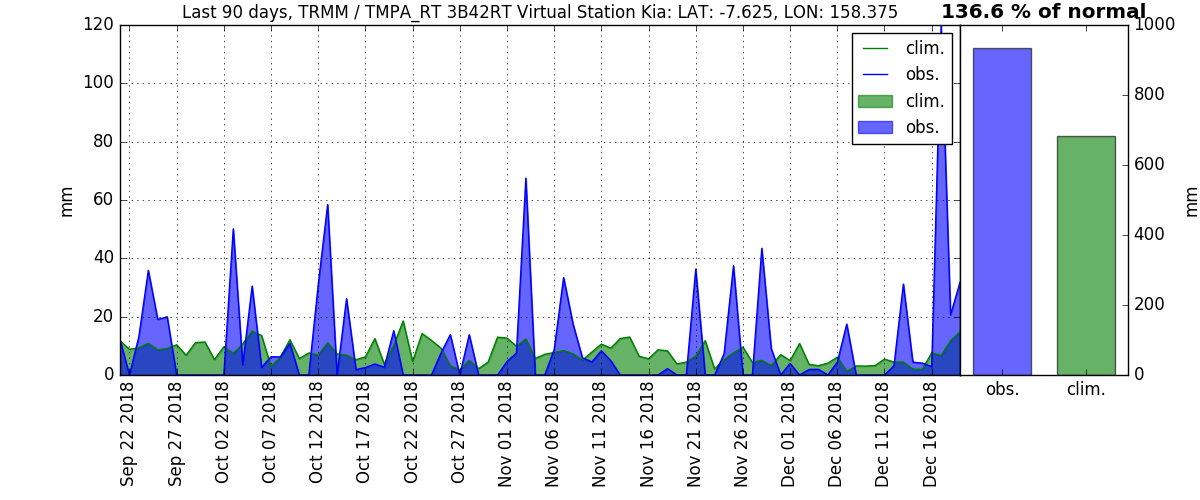 Last 90 days, TRMM / TMPA_RT 3B42RT Virtual Station Kia: LAT: -7.625, LON: 158.375
136.6 % of normal
mm
120
100
80
60
40
20
0
clim.
obs.
clim.
obs.
1000
800
600
400
200
0
mm
Sep 22 2018
Sep 27 2018
Oct 02 2018
Oct 07 2018
Oct 12 2018
Oct 17 2018
Oct 22 2018
Oct 27 2018
Nov 01 2018
Nov 06 2018
Nov 11 2018
Nov 16 2018
Nov 21 2018
Nov 26 2018
Dec 01 2018
Dec 06 2018
Dec 11 2018
Dec 16 2018
obs.
clim.